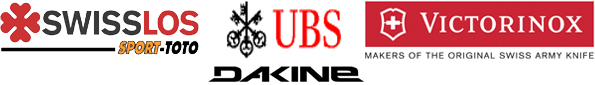 SWISSLOS
SPORT-TOTO
UBS
VICTORINOX
MAKERS OF THE ORIGINAL SWISS ARMY KNIFE
DAKINE